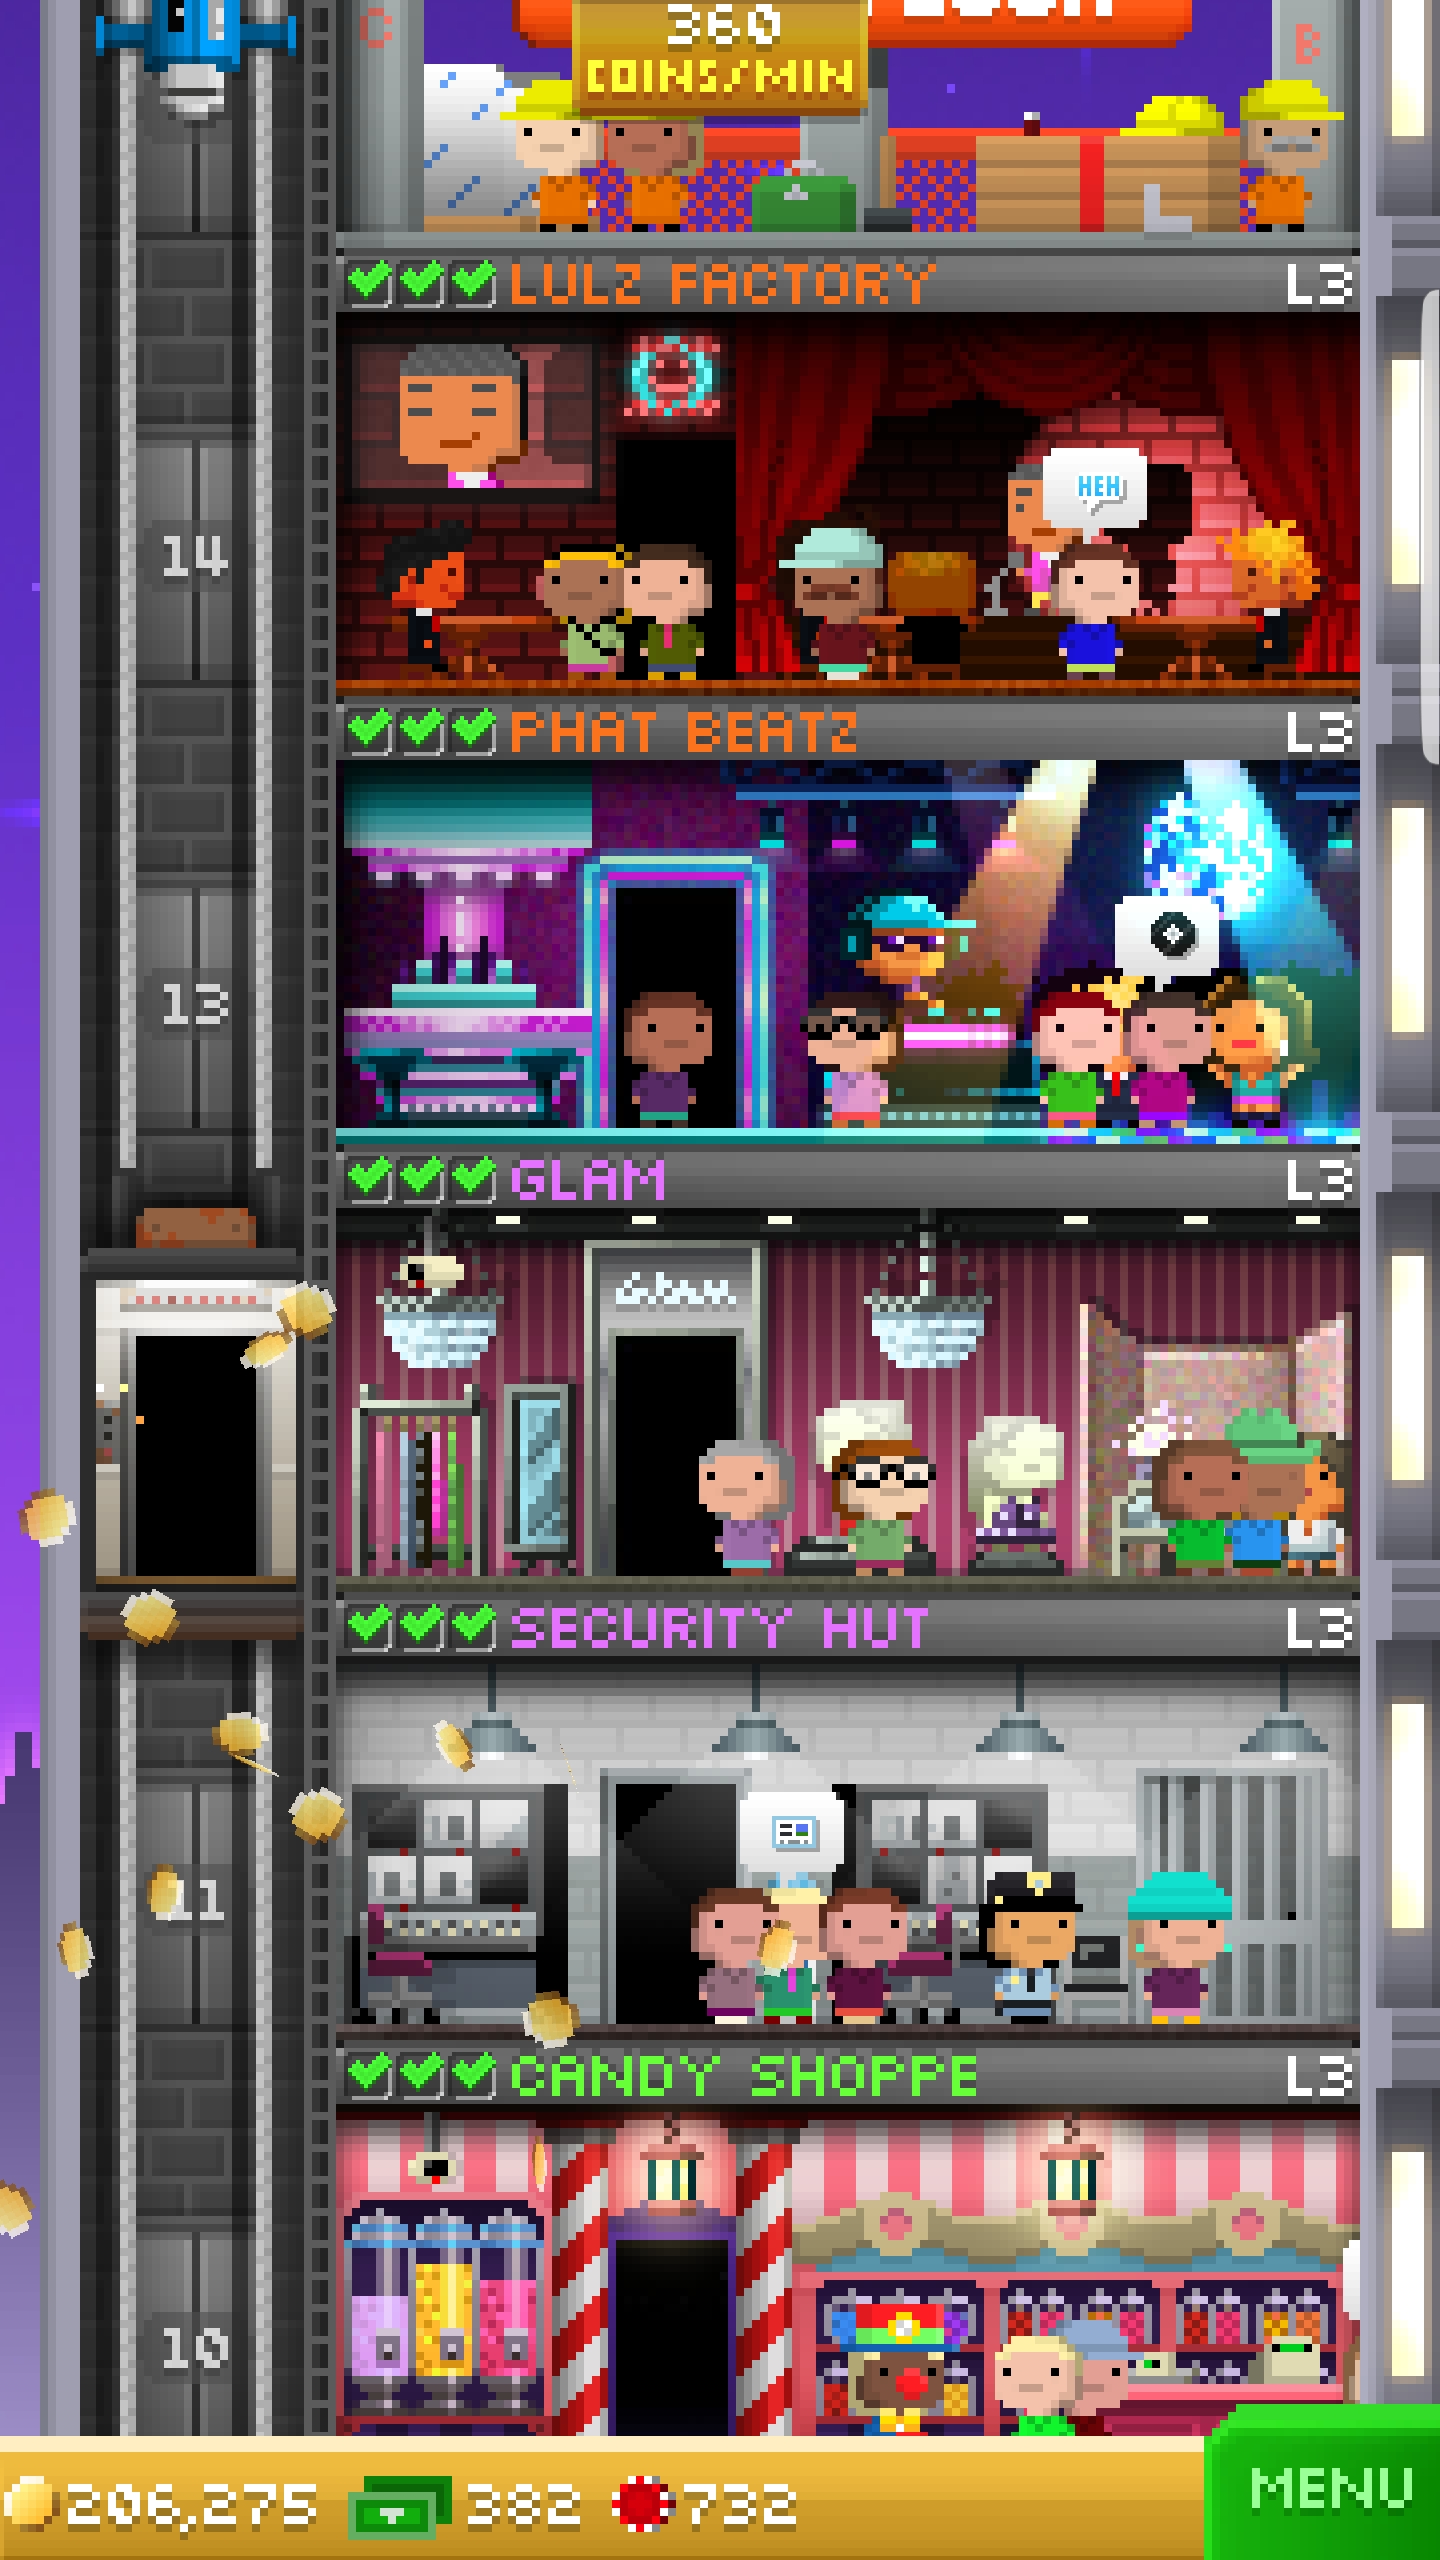 C
360
COINS/MIN
B
LULZ FACTORY
L3
HEH
14
PHAT BEATZ
L3
13
GLAM
L3
Glam
SECURITY HUT
L3
11
CANDY SHOPPE
L3
10
206,275
382
732
MENU